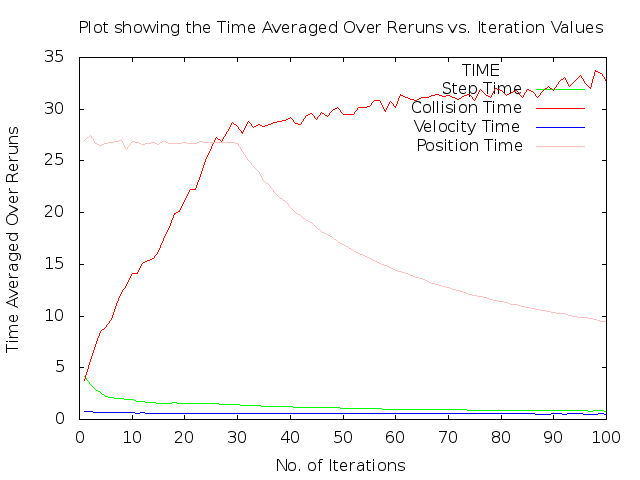 Plot showing the Time Averaged Over Reruns vs. Iteration Values
35
30
25
20
15
10
5
0
Time Averaged Over Reruns
TIME
Step Time
Collision Time
Velocity Time
Position Time
0 10 20 30 40 50 60 70 80 90 100
No. of Iterations